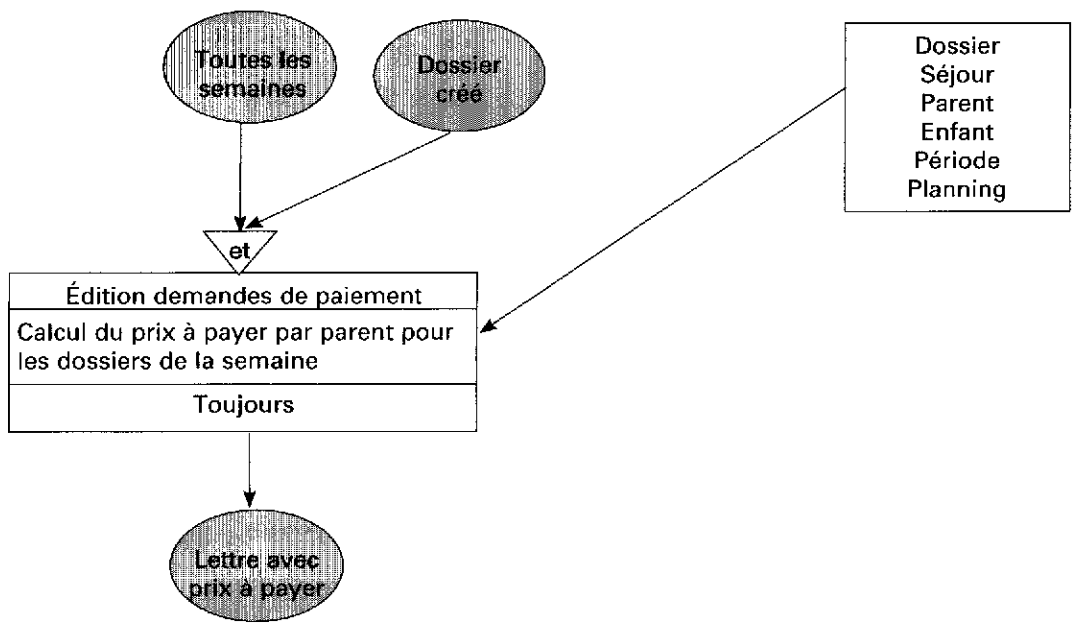 Toutes les
semaines
Dossier
créé
Dossier
Séjour
Parent
Enfant
Période
Planning
et
Édition demandes de paiement
Calcul du prix à payer par parent pour
les dossiers de la semaine
Toujours
Lettre avec
prix à payer